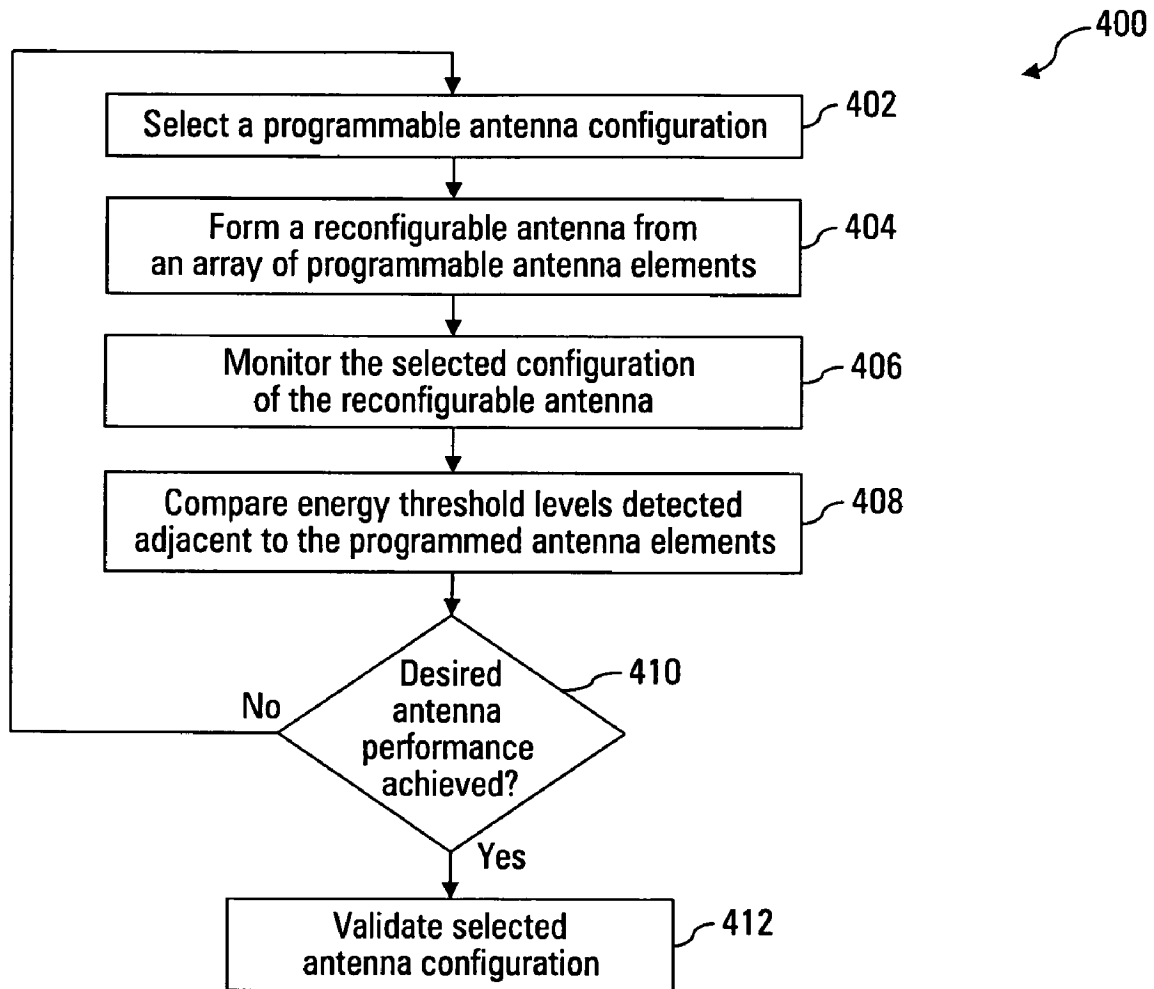 400
Select a programmable antenna configuration
402
Form a reconfigurable antenna from
an array of programmable antenna elements
404
Monitor the selected configuration
of the reconfigurable antenna
406
Compare energy threshold levels detected
adjacent to the programmed antenna elements
408
Desired
antenna
performance
achieved?
410
No
Yes
Validate selected
antenna configuration
412